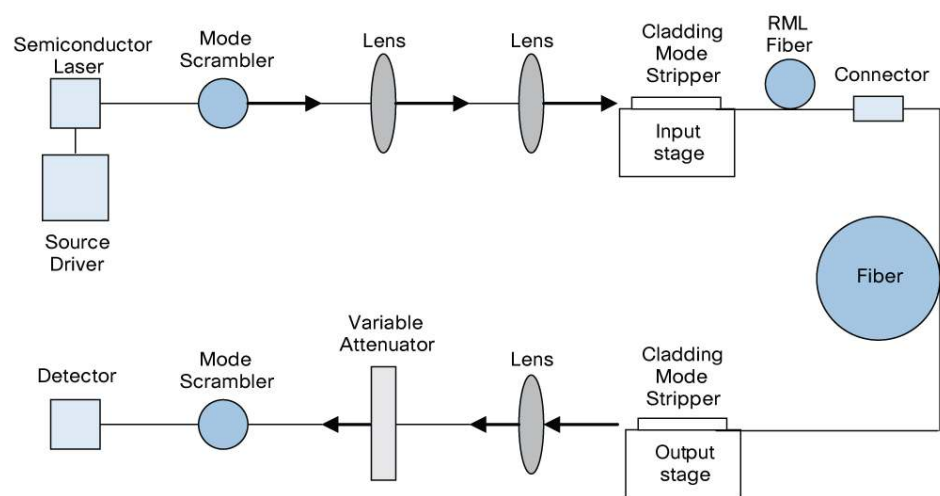 Semiconductor
Laser
Mode
Scrambler
Lens
Lens
Cladding
Mode
Stripper
RML
Fiber
Connector
Input
stage
Source
Driver
Fiber
Detector
Mode
Scrambler
Variable
Attenuator
Lens
Cladding
Mode
Stripper
Output
stage